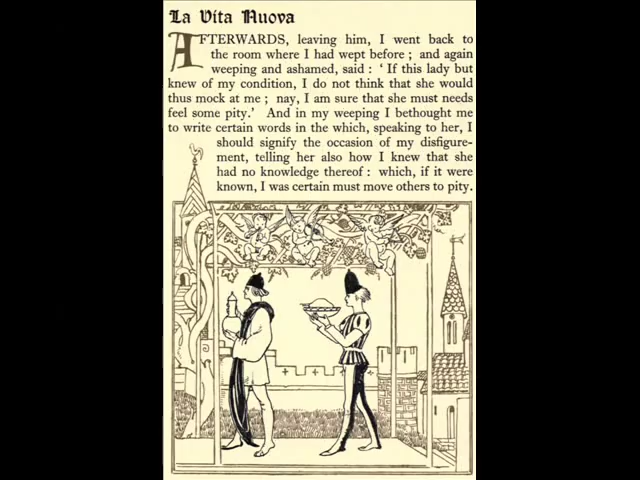 La Vita Nuova
AFTERWARDS, leaving him, I went back to
the room where I had wept before ; and again
weeping and ashamed, said : ‘ If this lady but
knew of my condition, I do not think that she would
thus mock at me ; nay, I am sure that she must needs
feel some pity.’ And in my weeping I bethought me
to write certain words in the which, speaking to her, I
should signify the occasion of my disfigure-
ment, telling her also how I knew that she
had no knowledge thereof : which, if it were
known, I was certain must move others to pity.